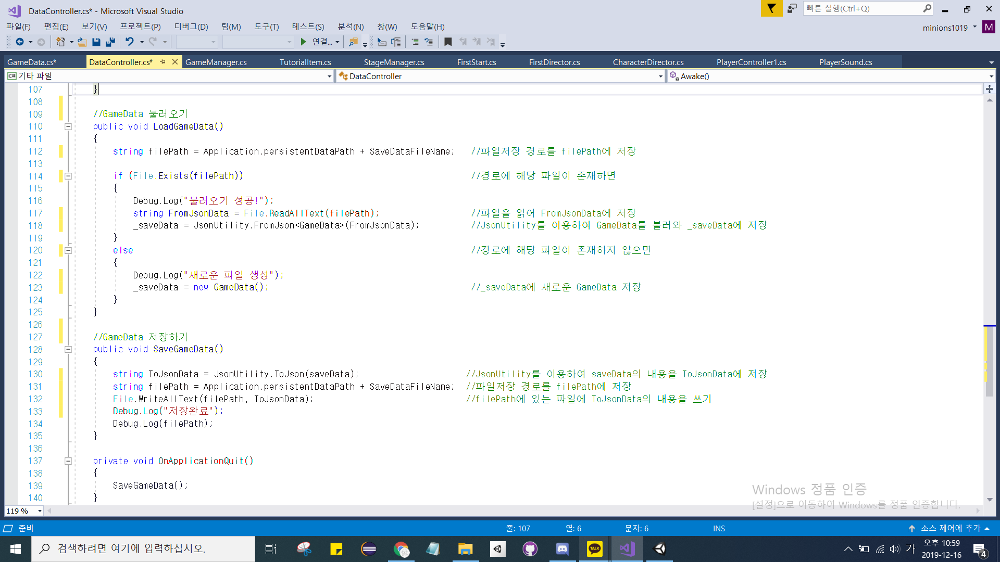 DataController.cs* - Microsoft Visual Studio
빠른 실행(Ctrl+Q)
파일(F) 편집(E) 보기(V) 프로젝트(P) 디버그(D) 팀(M) 도구(T) 테스트(S) 분석(N) 창(W) 도움말(H)
minions1019 M
연결...
GameData.cs* DataController.cs* GameManager.cs TutorialItem.cs StageManager.cs FirstStart.cs FirstDirector.cs CharacterDirector.cs PlayerController1.cs PlayerSound.cs
C# 기타 파일 DataController Awake()
107 }
108
109 //GameData 불러오기
110 public void LoadGameData()
111 {
112 string filePath = Application.persistentDataPath + SaveDataFileName; //파일저장 경로를 filePath에 저장
113
114 if (File.Exists(filePath)) //경로에 해당 파일이 존재하면
115 {
116 Debug.Log("불러오기 성공!");
117 string FromJsonData = File.ReadAllText(filePath); //파일을 읽어 FromJsonData에 저장
118 _saveData = JsonUtility.FromJson<GameData>(FromJsonData); //JsonUtility를 이용하여 GameData를 불러와 _saveData에 저장
119 }
120 else //경로에 해당 파일이 존재하지 않으면
121 {
122 Debug.Log("새로운 파일 생성");
123 _saveData = new GameData(); //_saveData에 새로운 GameData 저장
124 }
125 }
126
127 //GameData 저장하기
128 public void SaveGameData()
129 {
130 string ToJsonData = JsonUtility.ToJson(saveData); //JsonUtility를 이용하여 saveData의 내용을 ToJsonData에 저장
131 string filePath = Application.persistentDataPath + SaveDataFileName; //파일저장 경로를 filePath에 저장
132 File.WriteAllText(filePath, ToJsonData); //filePath에 있는 파일에 ToJsonData의 내용을 쓰기
133 Debug.Log("저장완료");
134 Debug.Log(filePath);
135 }
136
137 private void OnApplicationQuit()
138 {
139 SaveGameData();
140 }
Windows 정품 인증
[설정]으로 이동하여 Windows를 정품 인증합니다.
119 %
준비 줄: 107 열: 6 문자: 6 INS 소스 제어에 추가
검색하려면 여기에 입력하십시오.
TALK
가
오후 10:59
2019-12-16
4